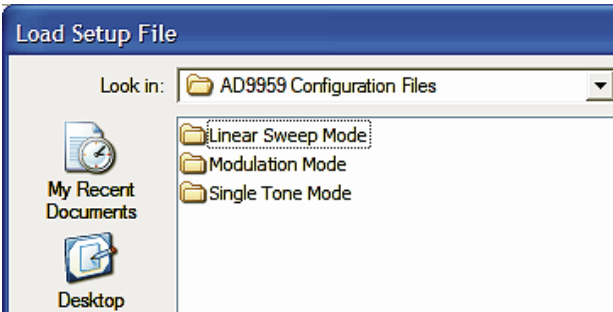 Load Setup File
Look in: AD9959 Configuration Files
Linear Sweep Mode
Modulation Mode
Single Tone Mode
My Recent
Documents
Desktop